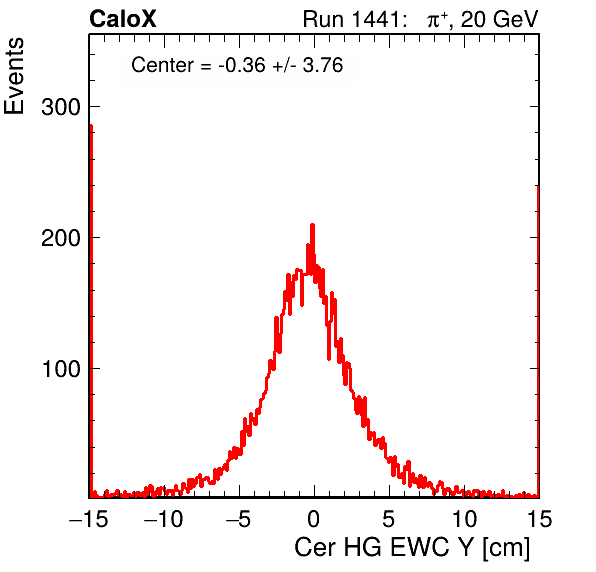 CaloX Run 1441: π⁺, 20 GeV
Center = -0.36 +/- 3.76
Events
300
200
100
−15 −10 −5 0 5 10 15
Cer HG EWC Y [cm]